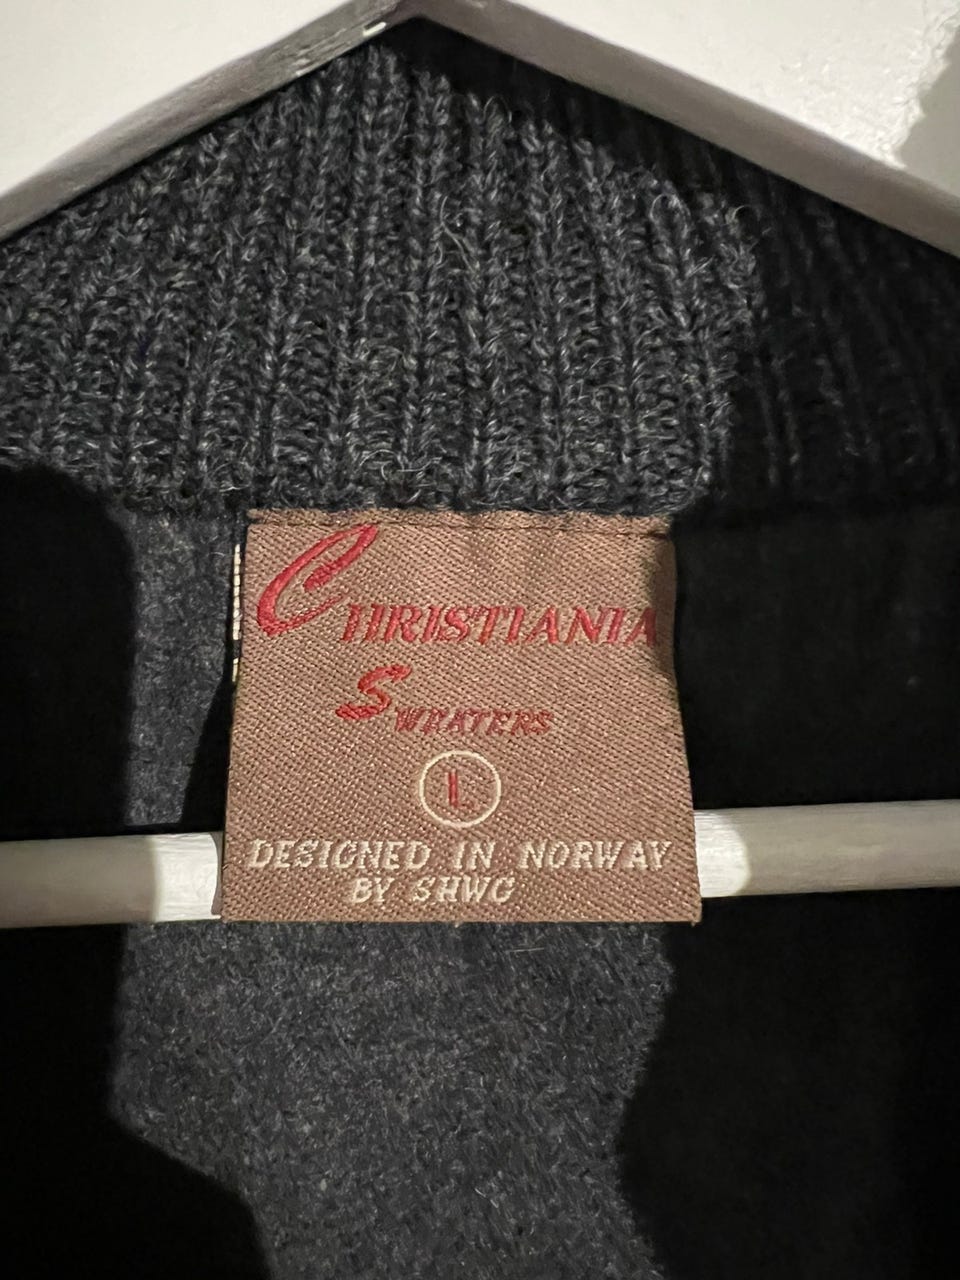 CHRISTIANIA
SWEATERS
L
DESIGNED IN NORWAY
BY SHWC